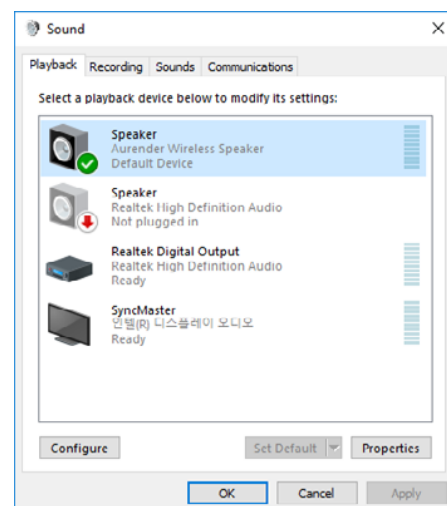 Sound
Playback Recording Sounds Communications
Select a playback device below to modify its settings:
Speaker
Aurender Wireless Speaker
Default Device
Speaker
Realtek High Definition Audio
Not plugged in
Realtek Digital Output
Realtek High Definition Audio
Ready
SyncMaster
인텔(R) 디스플레이 오디오
Ready
Configure Set Default Properties
OK Cancel Apply